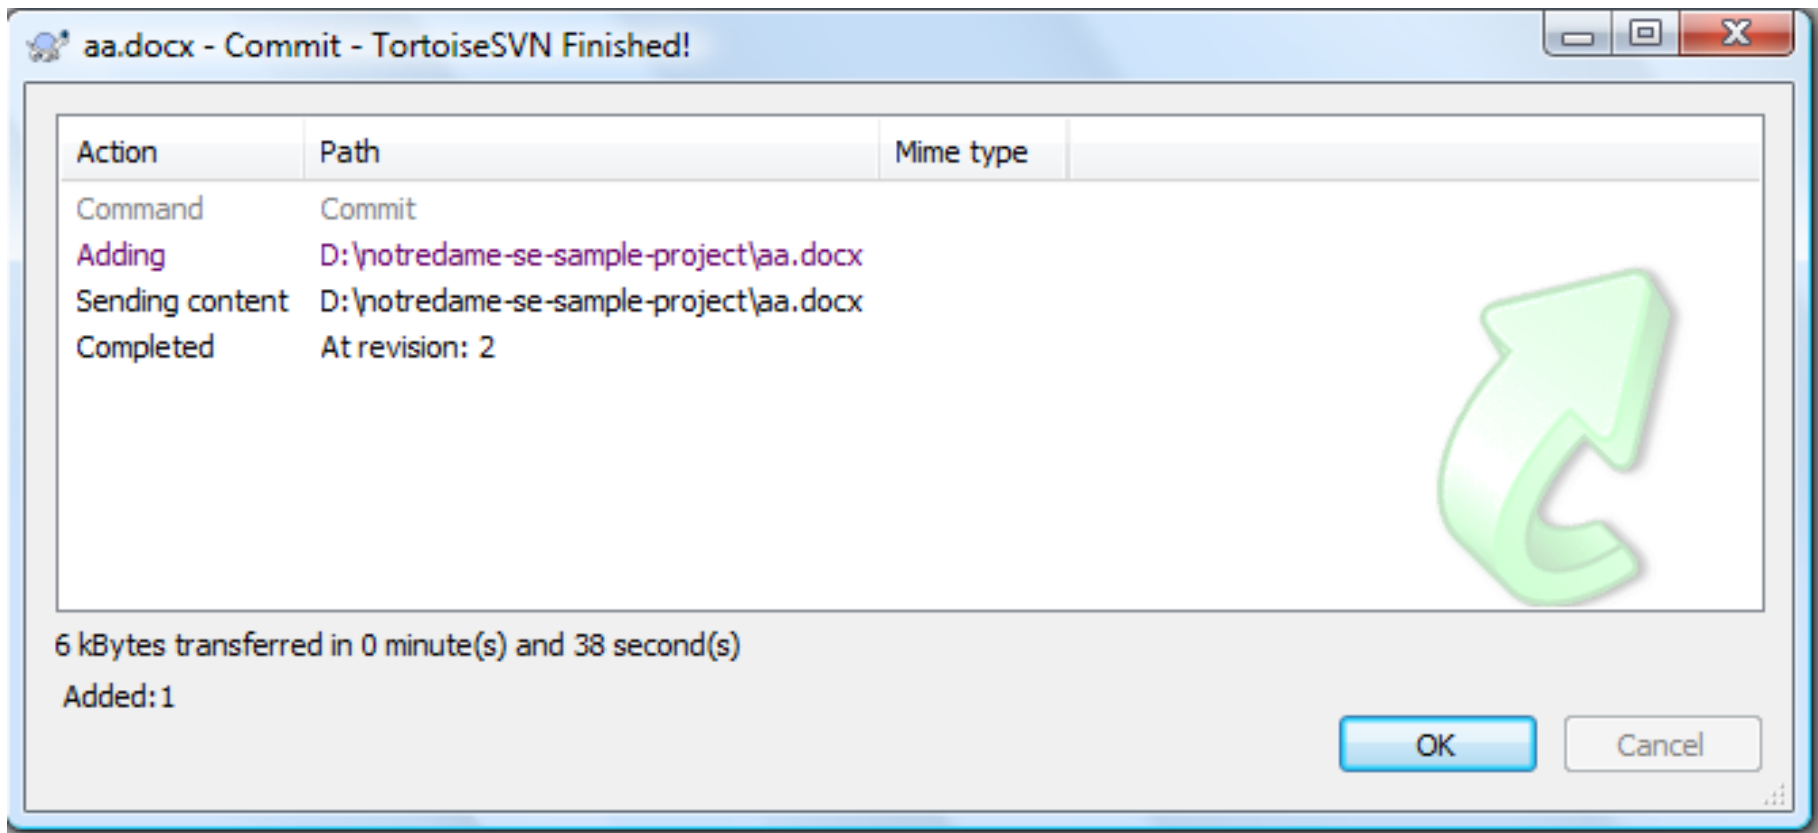 aa.docx - Commit - TortoiseSVN Finished!
Action Path Mime type
Command Commit
Adding D:\notredame-se-sample-project\aa.docx
Sending content D:\notredame-se-sample-project\aa.docx
Completed At revision: 2
6 kBytes transferred in 0 minute(s) and 38 second(s)
Added:1
OK Cancel